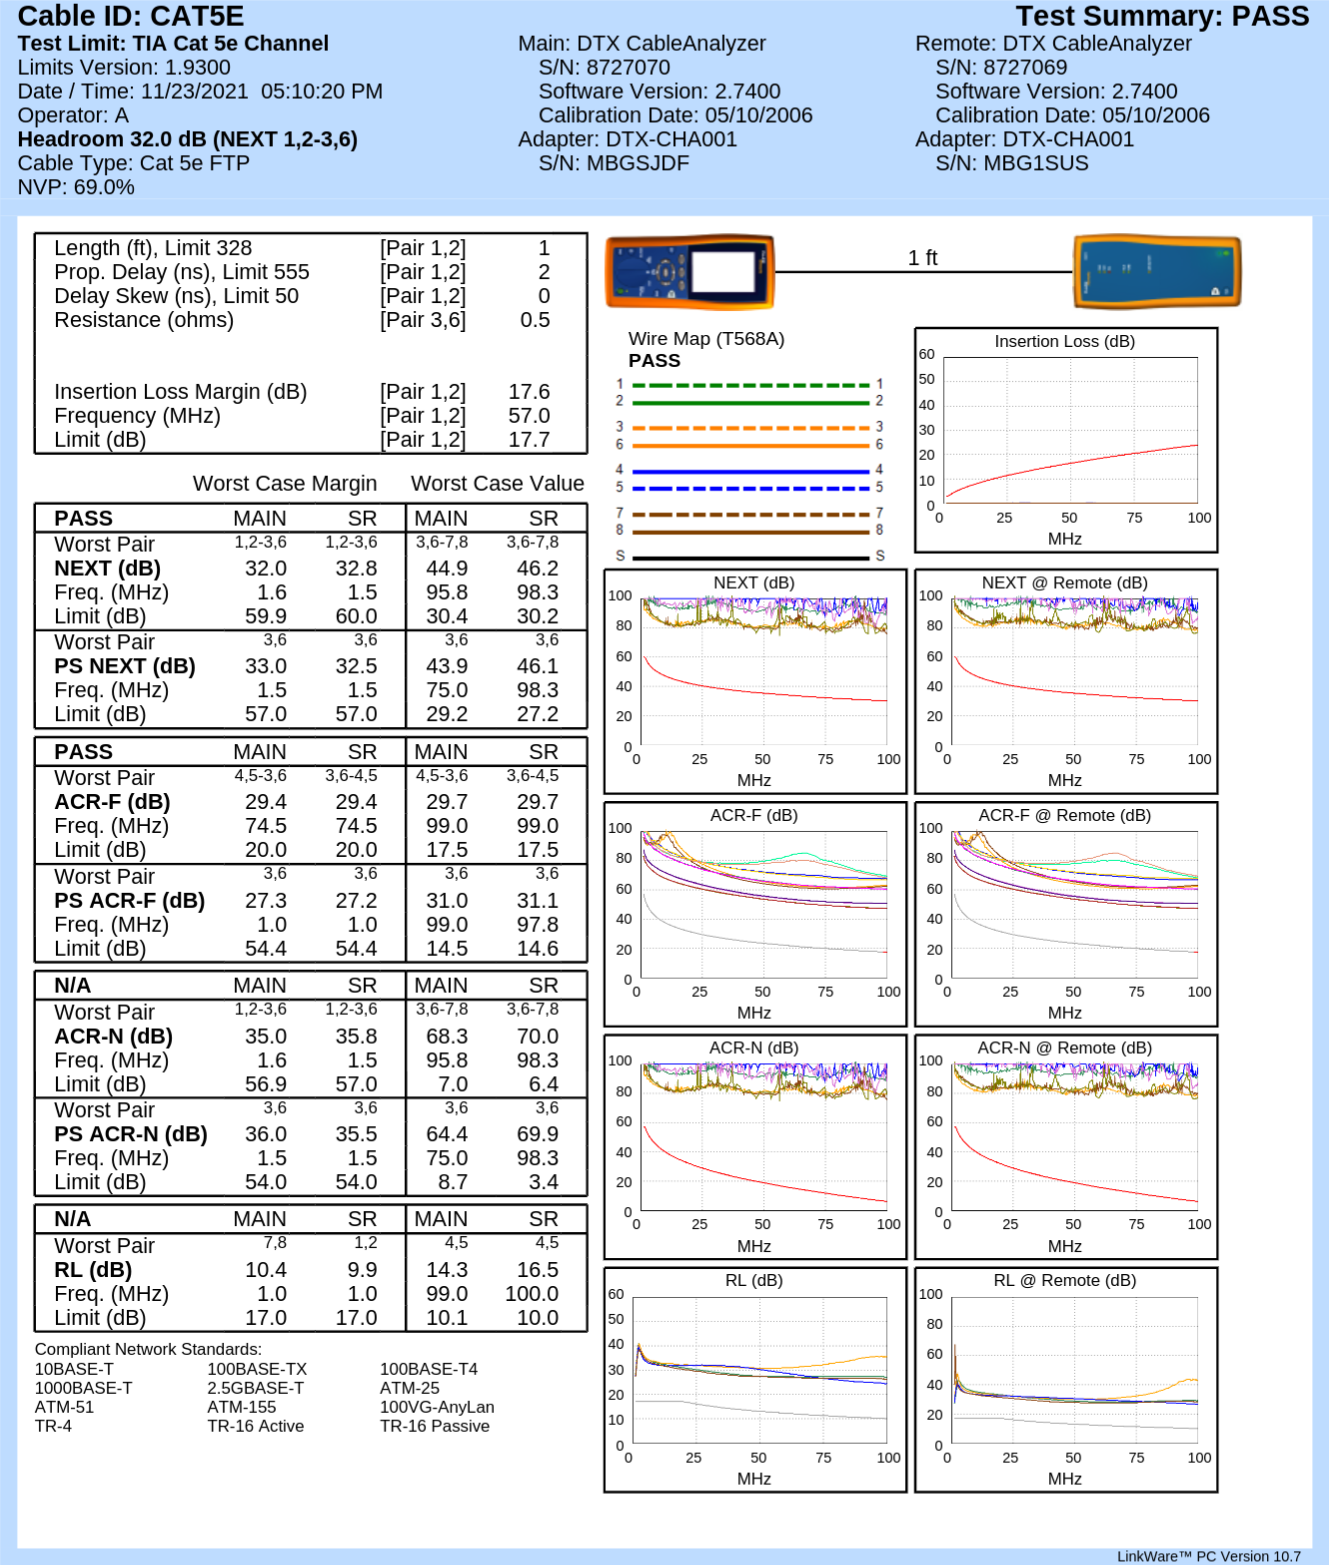 Cable ID: CAT5E
Test Summary: PASS
Test Limit: TIA Cat 5e Channel
Limits Version: 1.9300
Date / Time: 11/23/2021  05:10:20 PM
Operator: A
Headroom 32.0 dB (NEXT 1,2-3,6)
Cable Type: Cat 5e FTP
NVP: 69.0%
Main: DTX CableAnalyzer
S/N: 8727070
Software Version: 2.7400
Calibration Date: 05/10/2006
Adapter: DTX-CHA001
S/N: MBGSJDF
Remote: DTX CableAnalyzer
S/N: 8727069
Software Version: 2.7400
Calibration Date: 05/10/2006
Adapter: DTX-CHA001
S/N: MBG1SUS
Length (ft), Limit 328 [Pair 1,2] 1
Prop. Delay (ns), Limit 555 [Pair 1,2] 2
Delay Skew (ns), Limit 50 [Pair 1,2] 0
Resistance (ohms) [Pair 3,6] 0.5
Insertion Loss Margin (dB) [Pair 1,2] 17.6
Frequency (MHz) [Pair 1,2] 57.0
Limit (dB) [Pair 1,2] 17.7
Worst Case Margin Worst Case Value
PASS MAIN SR MAIN SR
Worst Pair 1,2-3,6 1,2-3,6 3,6-7,8 3,6-7,8
NEXT (dB) 32.0 32.8 44.9 46.2
Freq. (MHz) 1.6 1.5 95.8 98.3
Limit (dB) 59.9 60.0 30.4 30.2
Worst Pair 3,6 3,6 3,6 3,6
PS NEXT (dB) 33.0 32.5 43.9 46.1
Freq. (MHz) 1.5 1.5 75.0 98.3
Limit (dB) 57.0 57.0 29.2 27.2
PASS MAIN SR MAIN SR
Worst Pair 4,5-3,6 3,6-4,5 4,5-3,6 3,6-4,5
ACR-F (dB) 29.4 29.4 29.7 29.7
Freq. (MHz) 74.5 74.5 99.0 99.0
Limit (dB) 20.0 20.0 17.5 17.5
Worst Pair 3,6 3,6 3,6 3,6
PS ACR-F (dB) 27.3 27.2 31.0 31.1
Freq. (MHz) 1.0 1.0 99.0 97.8
Limit (dB) 54.4 54.4 14.5 14.6
N/A MAIN SR MAIN SR
Worst Pair 1,2-3,6 1,2-3,6 3,6-7,8 3,6-7,8
ACR-N (dB) 35.0 35.8 68.3 70.0
Freq. (MHz) 1.6 1.5 95.8 98.3
Limit (dB) 56.9 57.0 7.0 6.4
Worst Pair 3,6 3,6 3,6 3,6
PS ACR-N (dB) 36.0 35.5 64.4 69.9
Freq. (MHz) 1.5 1.5 75.0 98.3
Limit (dB) 54.0 54.0 8.7 3.4
N/A MAIN SR MAIN SR
Worst Pair 7,8 1,2 4,5 4,5
RL (dB) 10.4 9.9 14.3 16.5
Freq. (MHz) 1.0 1.0 99.0 100.0
Limit (dB) 17.0 17.0 10.1 10.0
Compliant Network Standards:
10BASE-T 100BASE-TX 100BASE-T4
1000BASE-T 2.5GBASE-T ATM-25
ATM-51 ATM-155 100VG-AnyLan
TR-4 TR-16 Active TR-16 Passive
1 ft
Wire Map (T568A)
PASS
1 1
2 2
3 3
6 6
4 4
5 5
7 7
8 8
S S
Insertion Loss (dB)
60
50
40
30
20
10
0
0 25 50 75 100
MHz
NEXT (dB)
100
80
60
40
20
0
0 25 50 75 100
MHz
NEXT @ Remote (dB)
100
80
60
40
20
0
0 25 50 75 100
MHz
ACR-F (dB)
100
80
60
40
20
0
0 25 50 75 100
MHz
ACR-F @ Remote (dB)
100
80
60
40
20
0
0 25 50 75 100
MHz
ACR-N (dB)
100
80
60
40
20
0
0 25 50 75 100
MHz
ACR-N @ Remote (dB)
100
80
60
40
20
0
0 25 50 75 100
MHz
RL (dB)
60
50
40
30
20
10
0
0 25 50 75 100
MHz
RL @ Remote (dB)
100
80
60
40
20
0
0 25 50 75 100
MHz
LinkWare™ PC Version 10.7